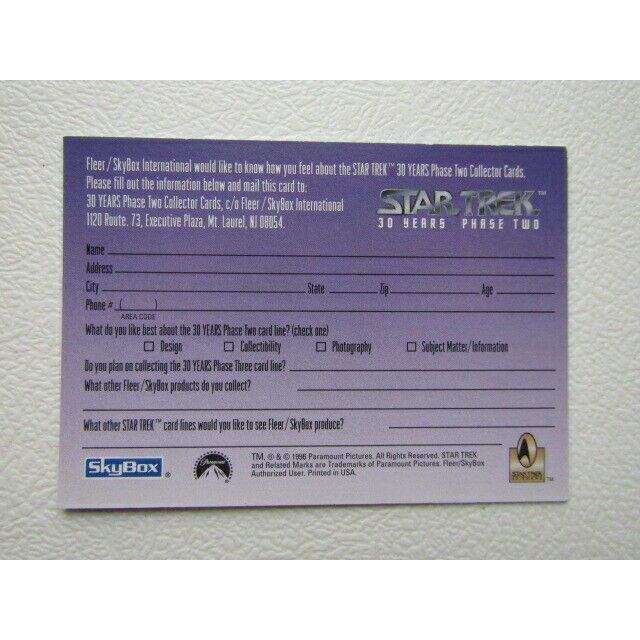 Fleer/SkyBox International would like to know how you feel about the STAR TREK™ 30 YEARS Phase Two Collector Cards.
Please fill out the information below and mail this card to:
30 YEARS Phase Two Collector Cards, c/o Fleer/SkyBox International
1120 Route. 73, Executive Plaza, Mt. Laurel, NJ 08054.
STAR TREK™
30 YEARS PHASE TWO
Name
Address
City State Zip Age
Phone # ( )
AREA CODE
What do you like best about the 30 YEARS Phase Two card line? (check one)
☐ Design ☐ Collectibility ☐ Photography ☐ Subject Matter/Information
Do you plan on collecting the 30 YEARS Phase Three card line?
What other Fleer/SkyBox products do you collect?
What other STAR TREK™ card lines would you like to see Fleer/SkyBox produce?
SKYBOX®
Paramount
TM, ® & © 1996 Paramount Pictures. All Rights Reserved. STAR TREK
and Related Marks are Trademarks of Paramount Pictures. Fleer/SkyBox
Authorized User. Printed in USA.
STAR TREK
™